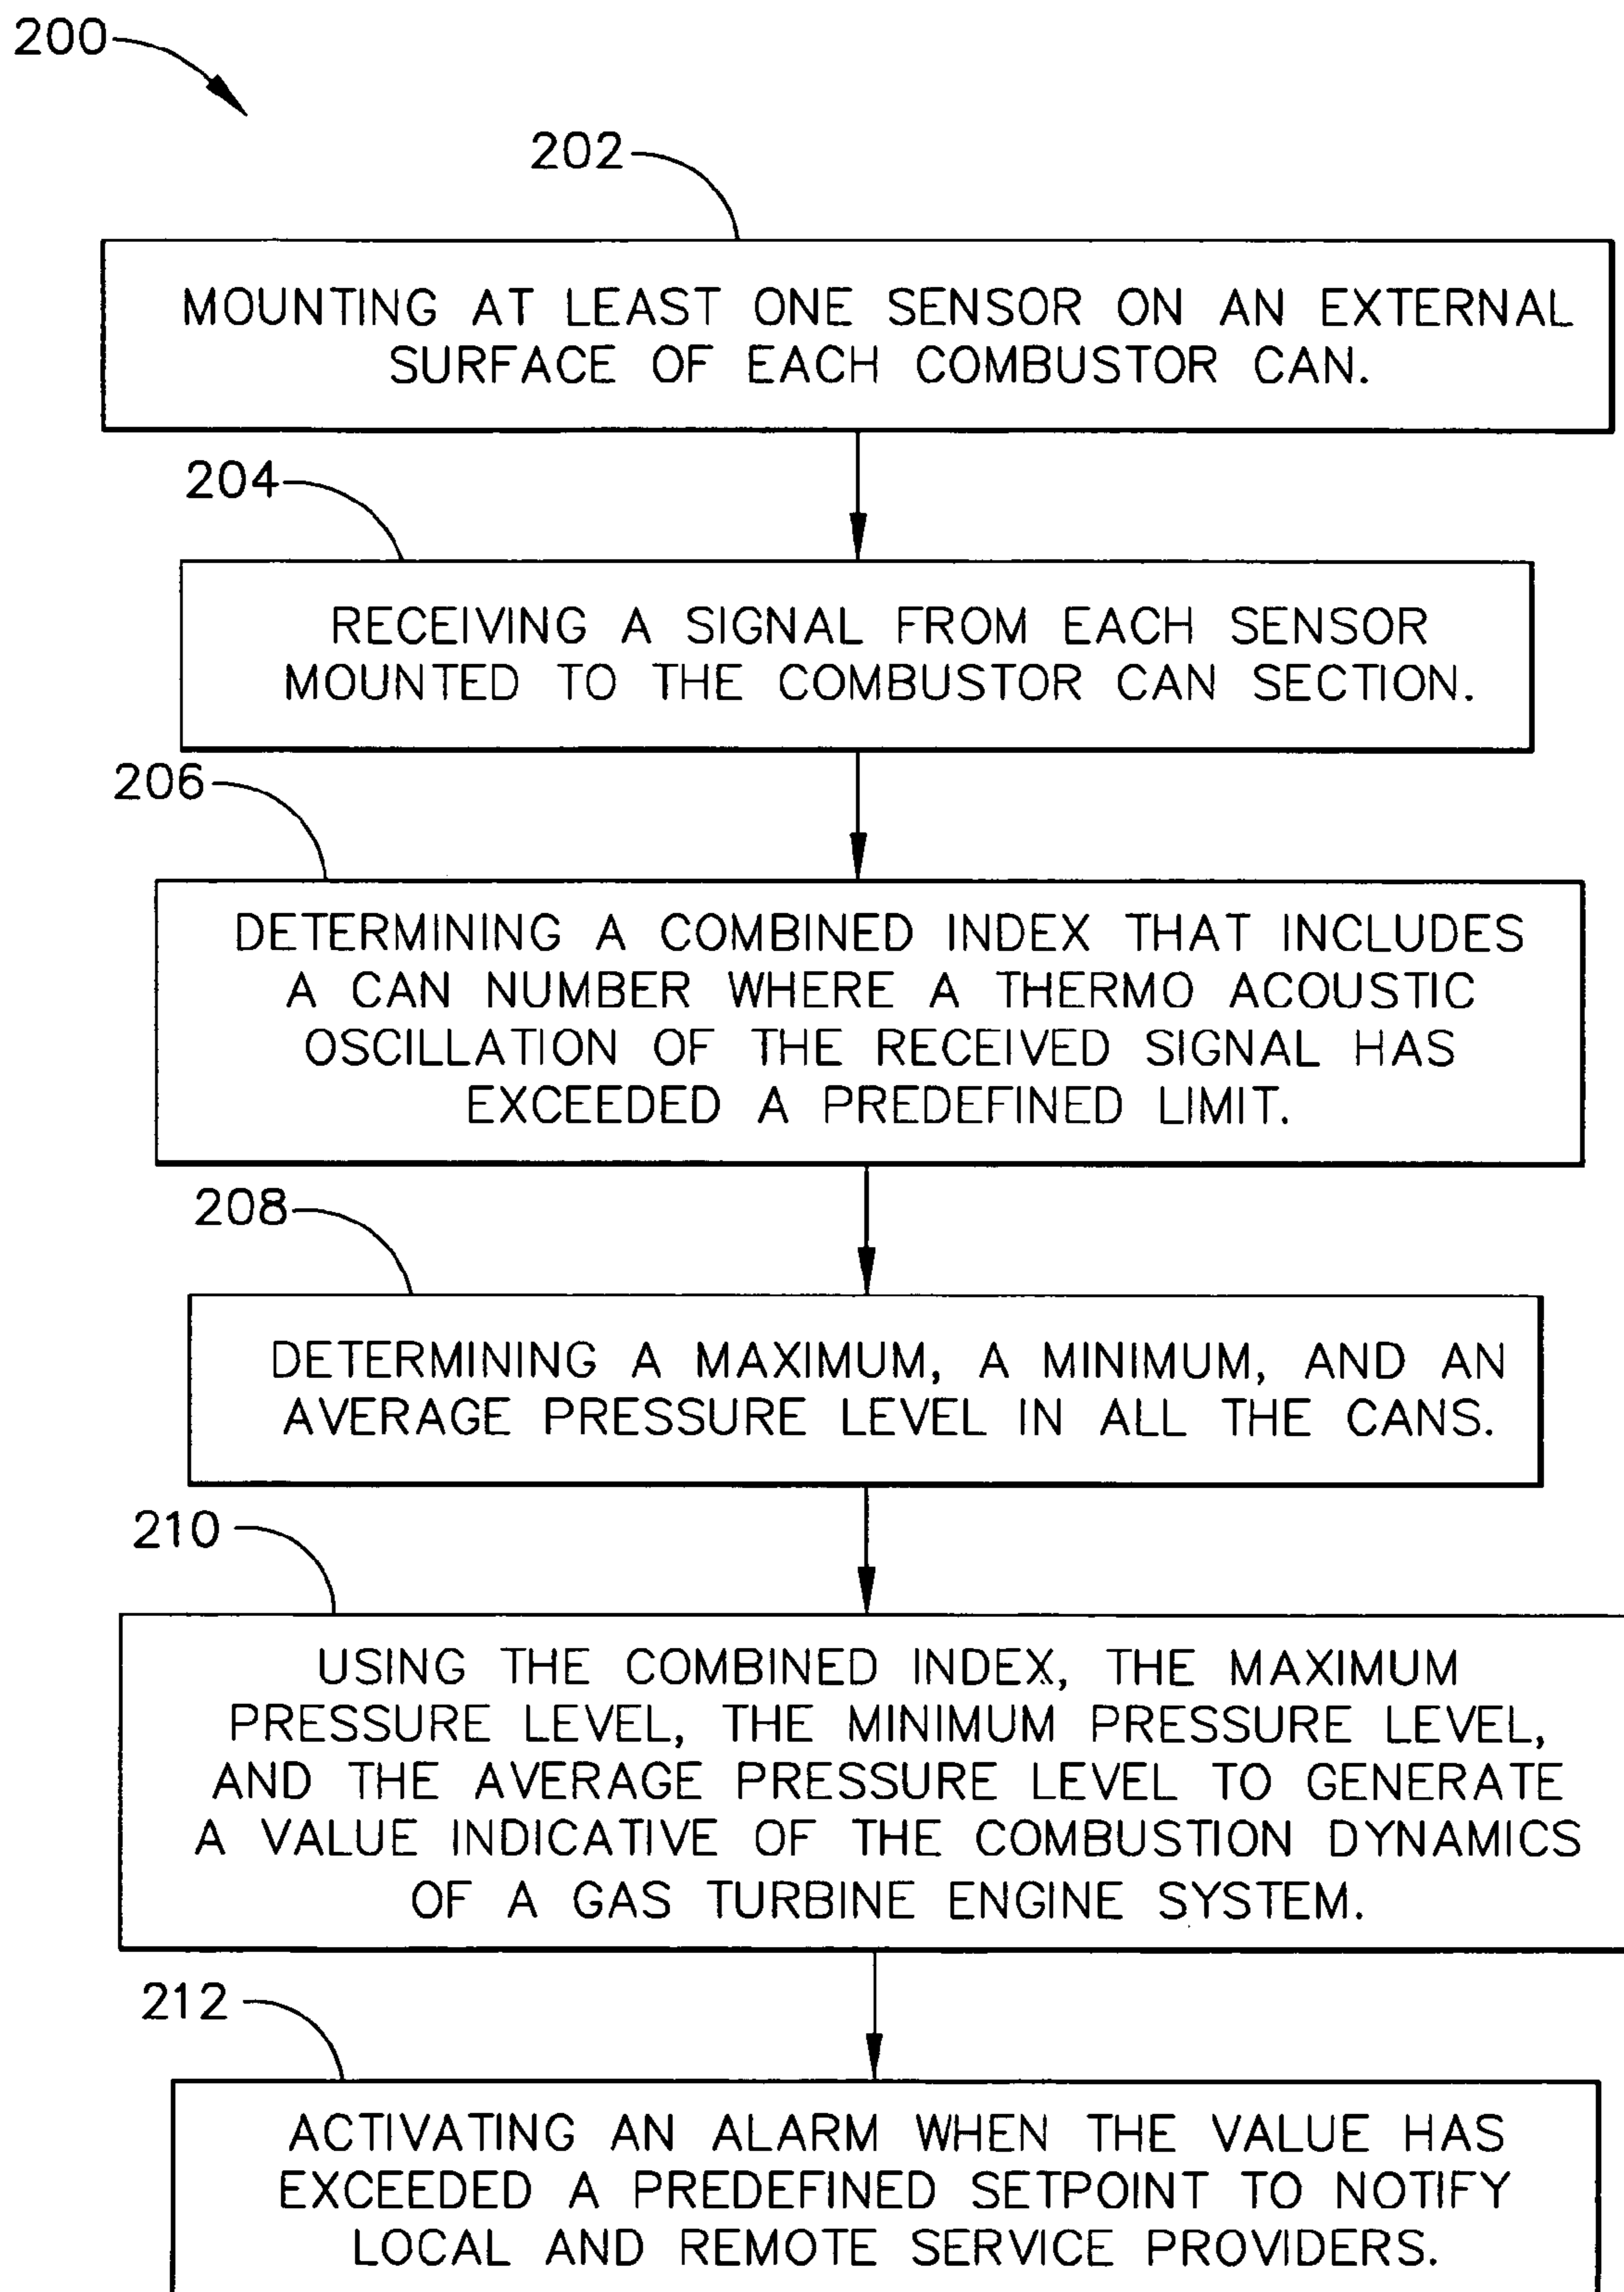 200
202
MOUNTING AT LEAST ONE SENSOR ON AN EXTERNAL
SURFACE OF EACH COMBUSTOR CAN.
204
RECEIVING A SIGNAL FROM EACH SENSOR
MOUNTED TO THE COMBUSTOR CAN SECTION.
206
DETERMINING A COMBINED INDEX THAT INCLUDES
A CAN NUMBER WHERE A THERMO ACOUSTIC
OSCILLATION OF THE RECEIVED SIGNAL HAS
EXCEEDED A PREDEFINED LIMIT.
208
DETERMINING A MAXIMUM, A MINIMUM, AND AN
AVERAGE PRESSURE LEVEL IN ALL THE CANS.
210
USING THE COMBINED INDEX, THE MAXIMUM
PRESSURE LEVEL, THE MINIMUM PRESSURE LEVEL,
AND THE AVERAGE PRESSURE LEVEL TO GENERATE
A VALUE INDICATIVE OF THE COMBUSTION DYNAMICS
OF A GAS TURBINE ENGINE SYSTEM.
212
ACTIVATING AN ALARM WHEN THE VALUE HAS
EXCEEDED A PREDEFINED SETPOINT TO NOTIFY
LOCAL AND REMOTE SERVICE PROVIDERS.